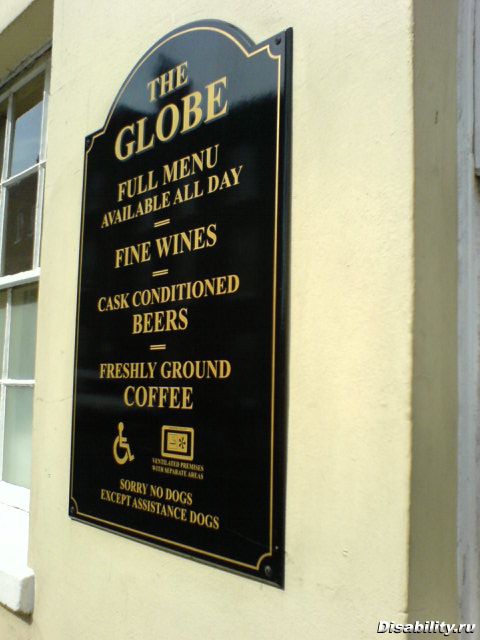 THE
GLOBE
FULL MENU
AVAILABLE ALL DAY
FINE WINES
CASK CONDITIONED
BEERS
FRESHLY GROUND
COFFEE
VENTILATED PREMISES
WITH SEPARATE AREAS
SORRY NO DOGS
EXCEPT ASSISTANCE DOGS
Disability.ru